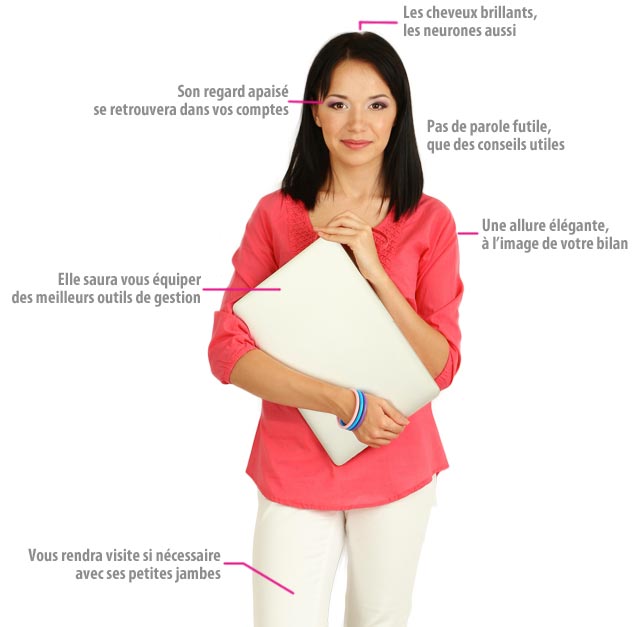 Les cheveux brillants,
les neurones aussi
Son regard apaisé
se retrouvera dans vos comptes
Pas de parole futile,
que des conseils utiles
Une allure élégante,
à l'image de votre bilan
Elle saura vous équiper
des meilleurs outils de gestion
Vous rendra visite si nécessaire
avec ses petites jambes